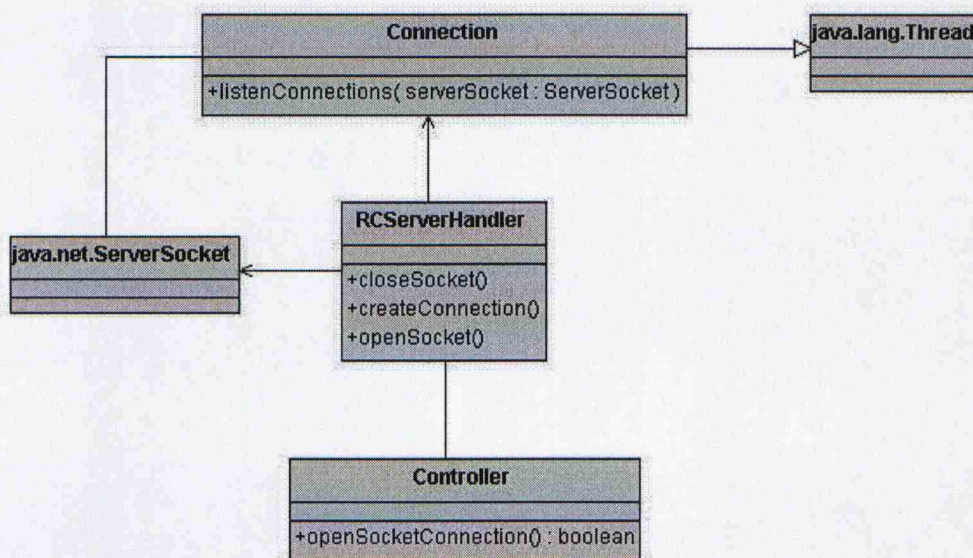 Connection
+listenConnections( serverSocket : ServerSocket )
java.lang.Thread
RCServerHandler
+closeSocket()
+createConnection()
+openSocket()
java.net.ServerSocket
Controller
+openSocketConnection() : boolean